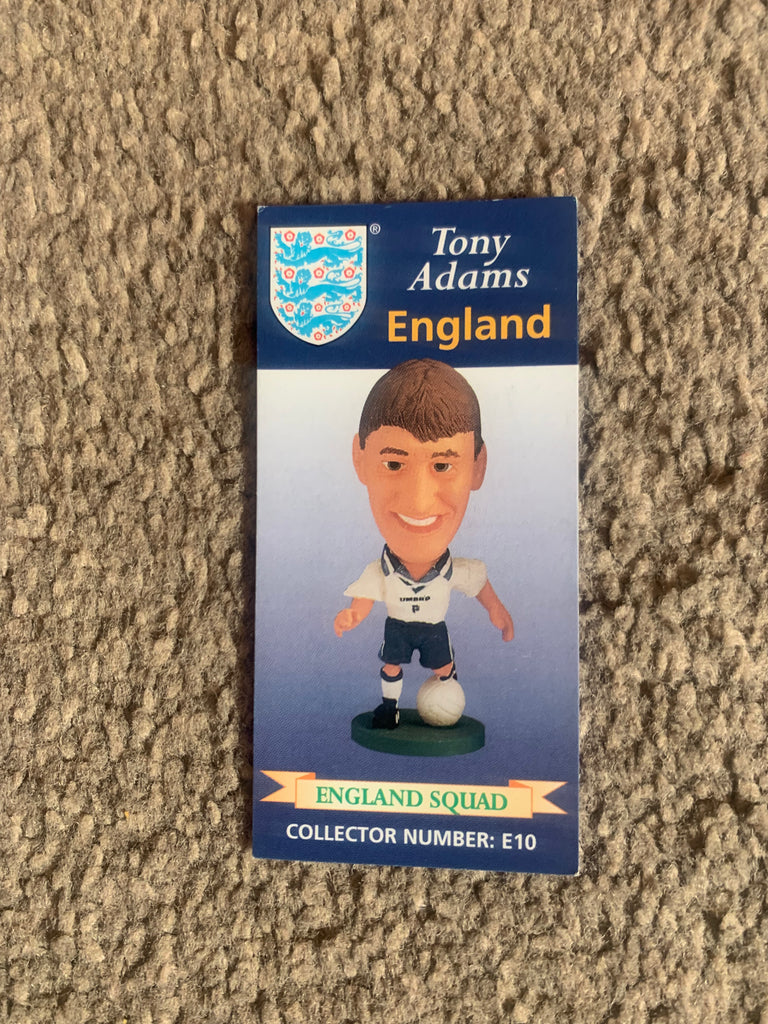 ®
Tony
Adams
England
UMBRO
ENGLAND SQUAD
COLLECTOR NUMBER: E10